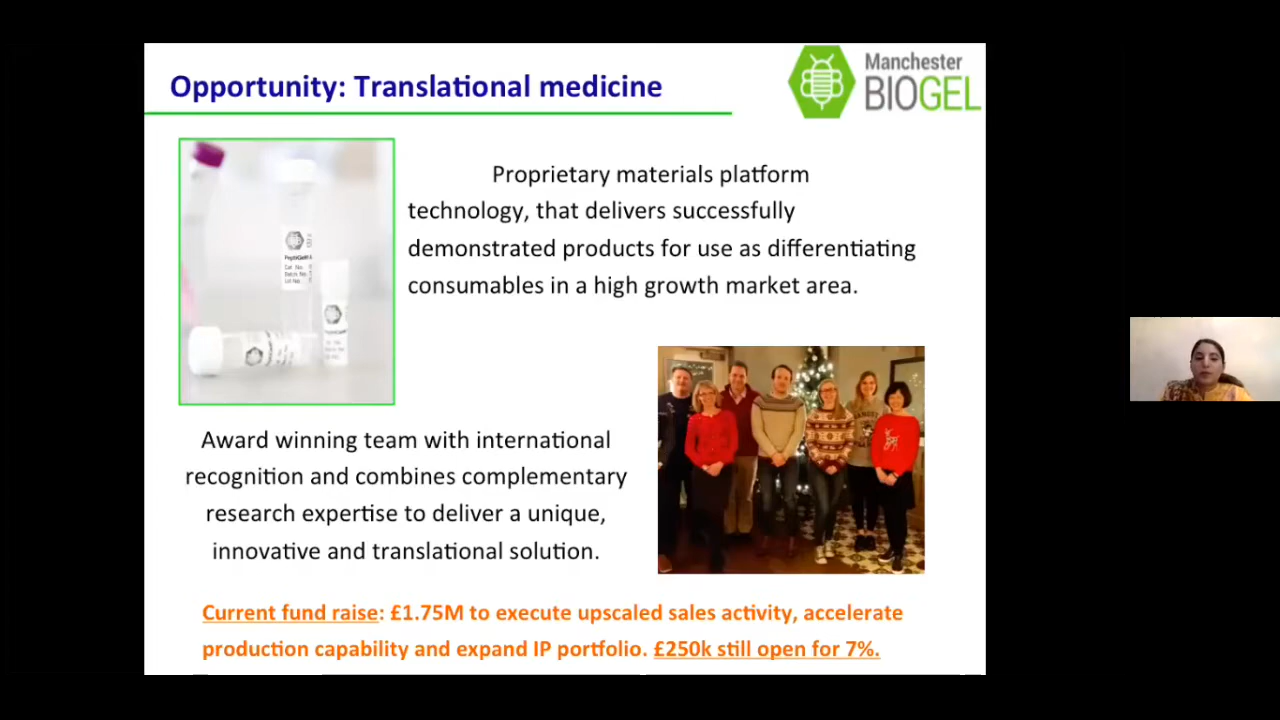 Opportunity: Translational medicine
Manchester
BIOGEL
Proprietary materials platform
technology, that delivers successfully
demonstrated products for use as differentiating
consumables in a high growth market area.
Award winning team with international
recognition and combines complementary
research expertise to deliver a unique,
innovative and translational solution.
Current fund raise: £1.75M to execute upscaled sales activity, accelerate
production capability and expand IP portfolio. £250k still open for 7%.